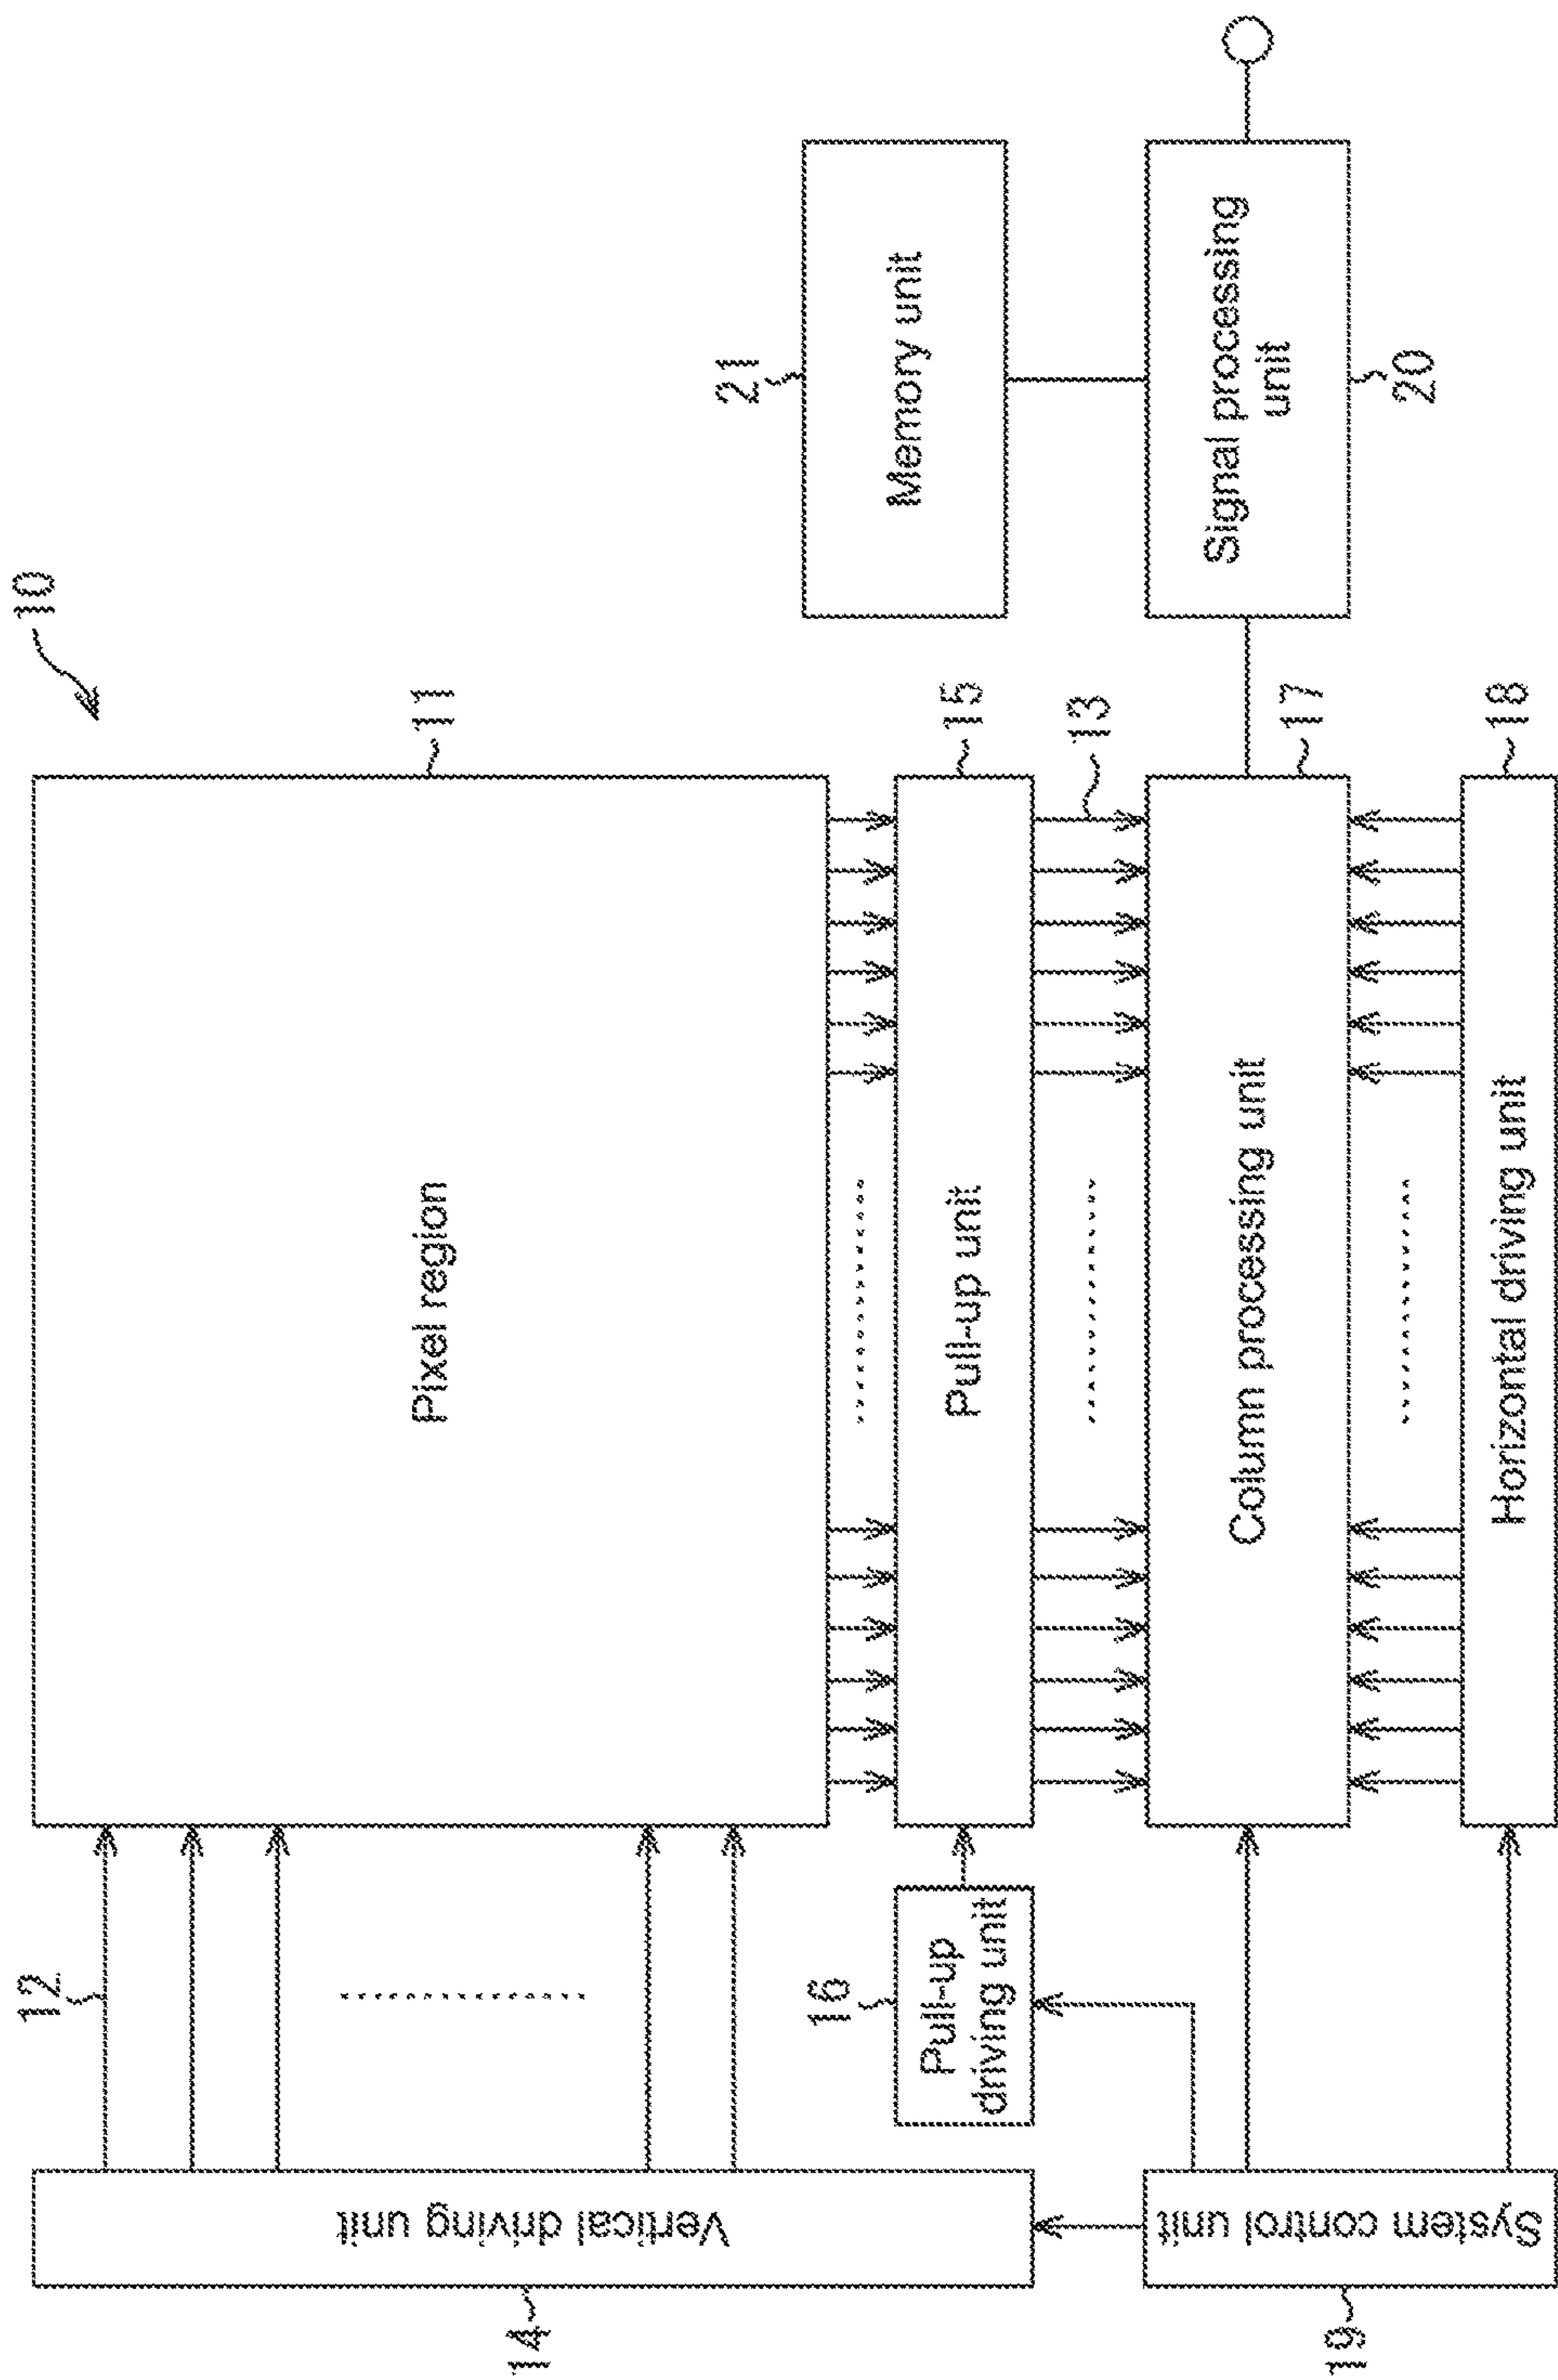 10
12
11
Pixel region
14
Vertical driving unit
16
Pull-up
driving unit
15
Pull-up unit
13
21
Memory unit
17
Column processing unit
Signal processing
unit
20
19
System control unit
18
Horizontal driving unit